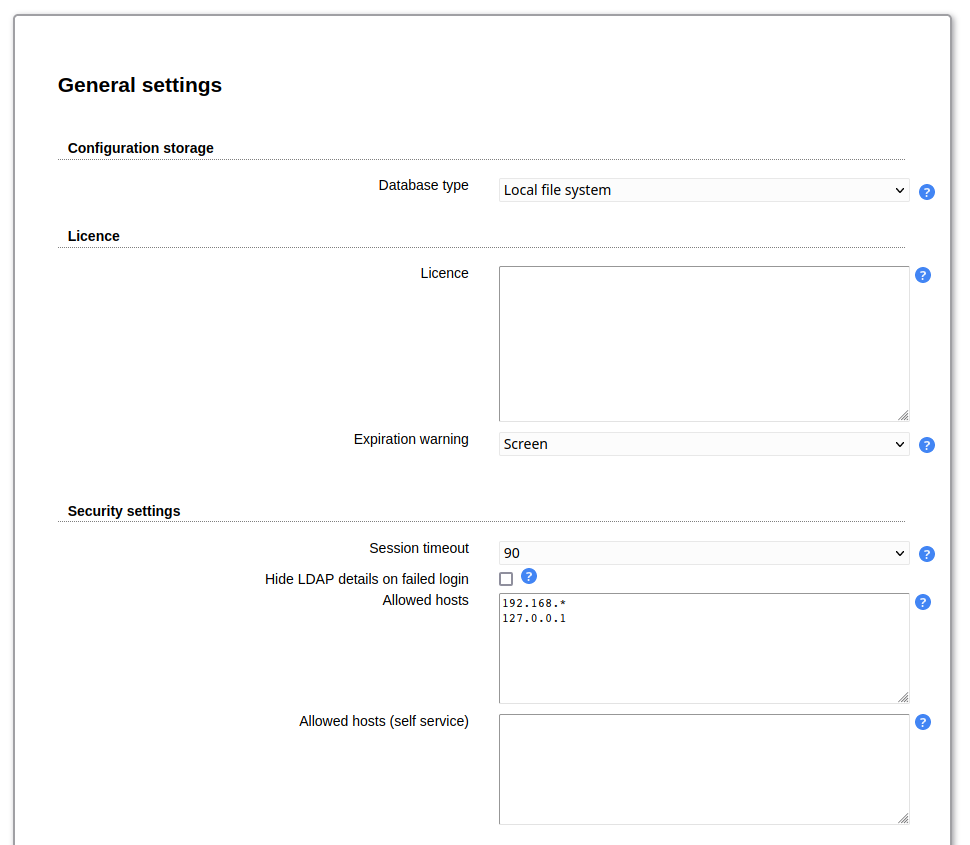 General settings
Configuration storage
Database type Local file system ?
Licence
Licence ?
Expiration warning Screen ?
Security settings
Session timeout 90 ?
Hide LDAP details on failed login ?
Allowed hosts 192.168.* ?
127.0.0.1
Allowed hosts (self service) ?